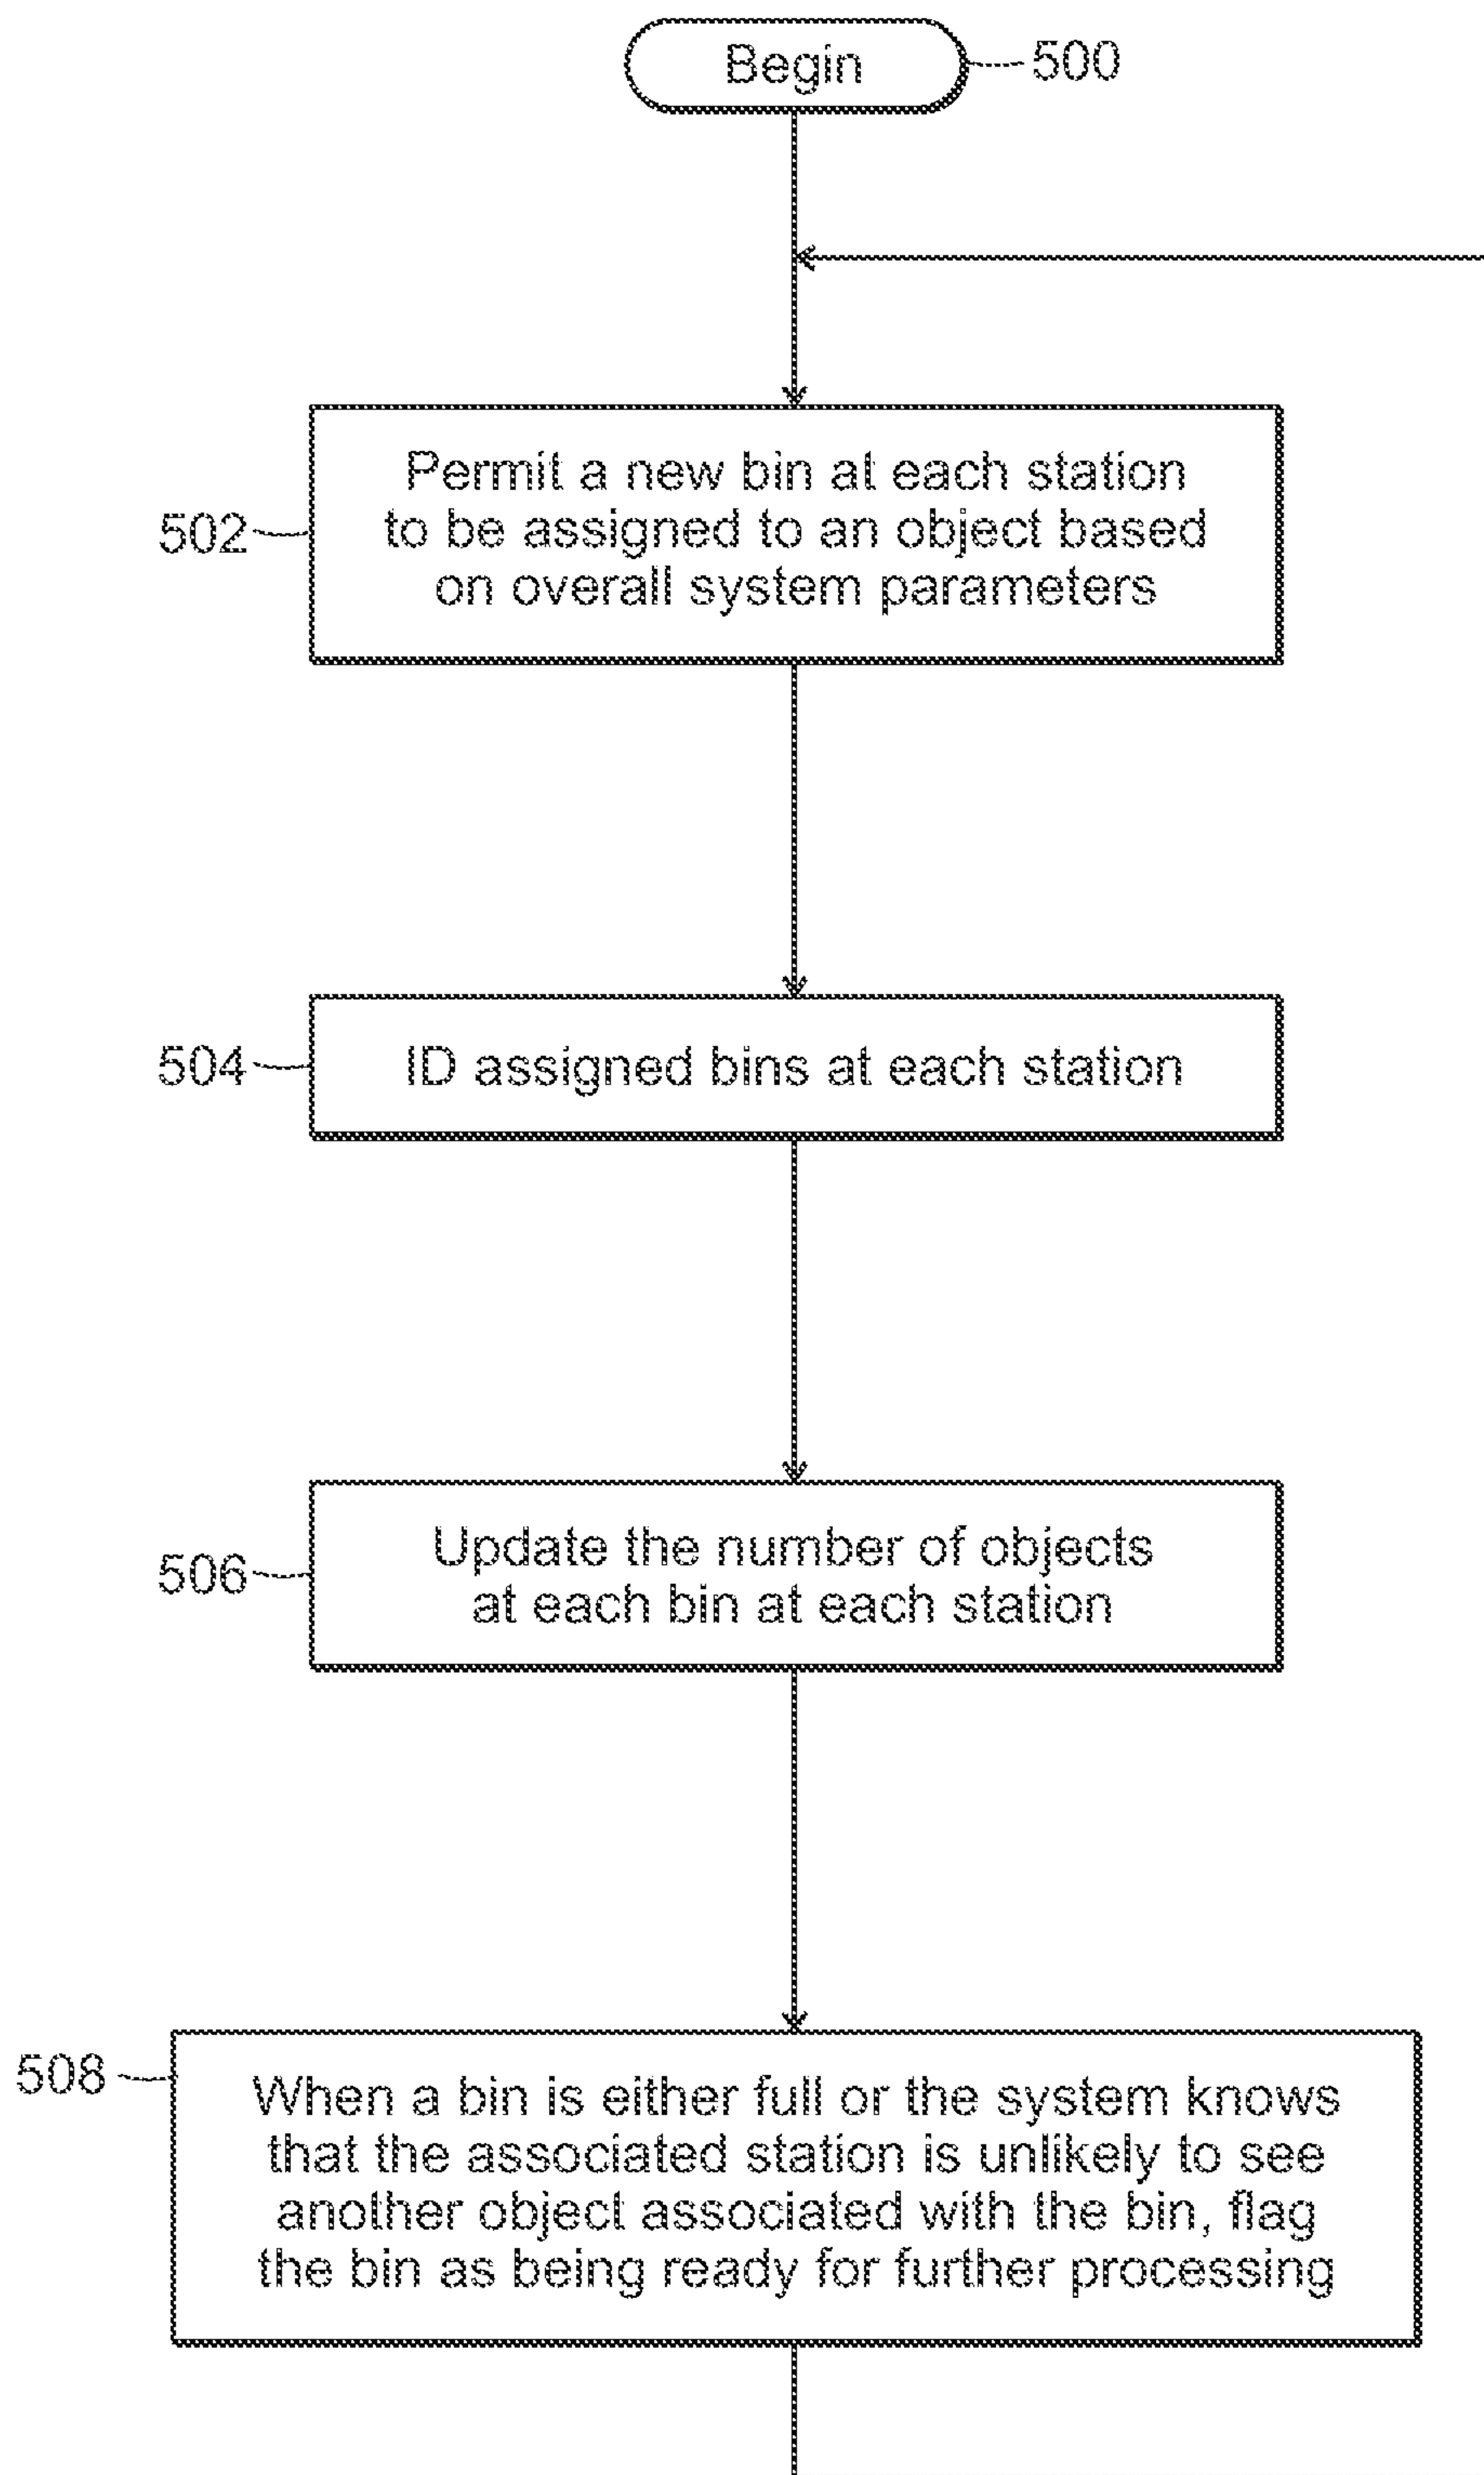 Begin
500
502
Permit a new bin at each station
to be assigned to an object based
on overall system parameters
504
ID assigned bins at each station
506
Update the number of objects
at each bin at each station
508
When a bin is either full or the system knows
that the associated station is unlikely to see
another object associated with the bin, flag
the bin as being ready for further processing